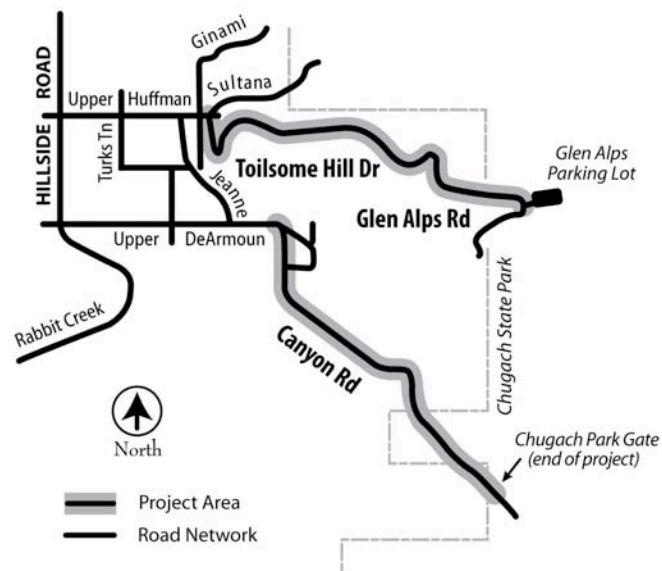 Ginami
Sultana
HILLSIDE ROAD
Upper Huffman
Turks Tn
Jeanne
Toilsome Hill Dr
Glen Alps
Parking Lot
Glen Alps Rd
Upper DeArmoun
Rabbit Creek
Canyon Rd
Chugach State Park
North
Chugach Park Gate
(end of project)
Project Area
Road Network